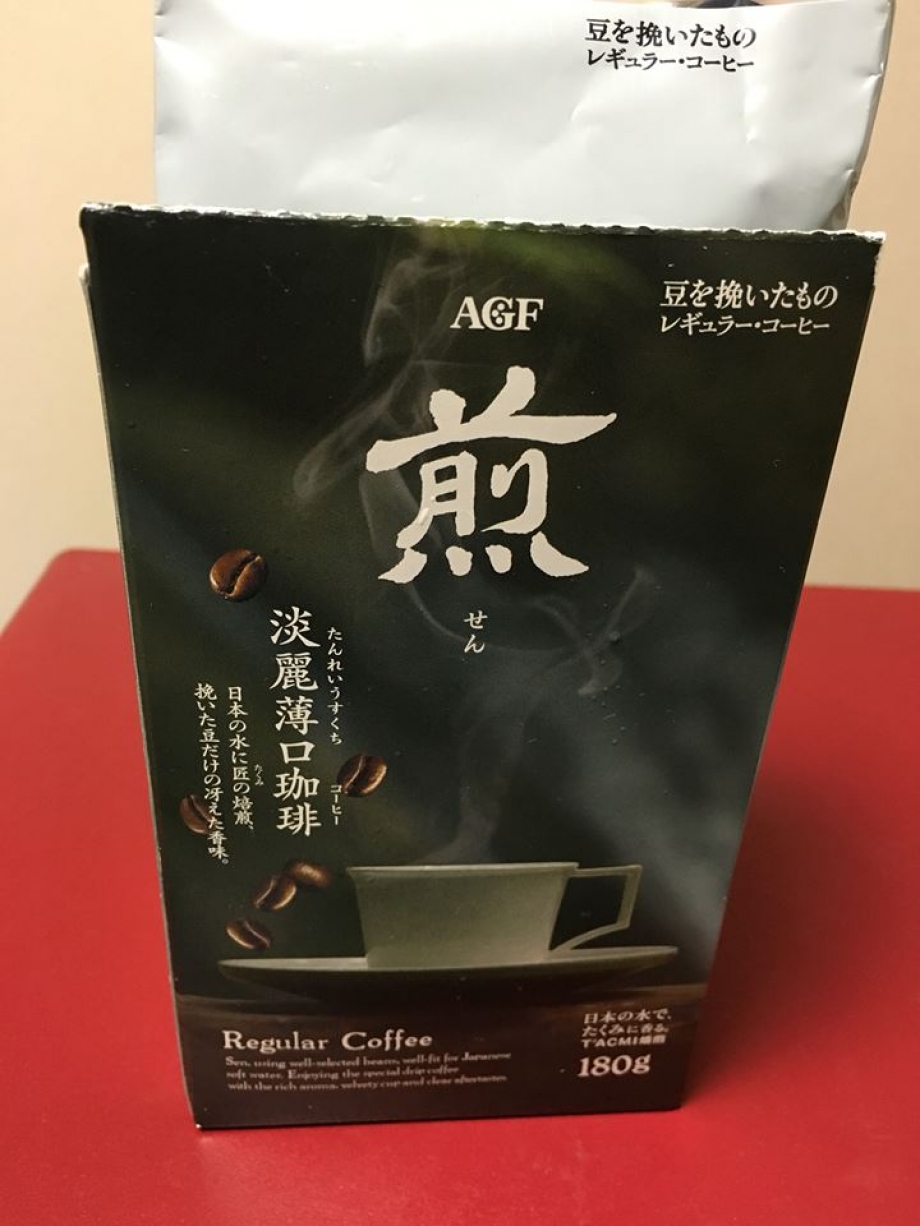 豆を挽いたもの
レギュラー・コーヒー
AGF
豆を挽いたもの
レギュラー・コーヒー
煎
せん
たんれいうすくち コーヒー
淡麗薄口珈琲
日本の水に匠の焙煎、
たくみ
挽いた豆だけの冴えた香味。
Regular Coffee
Sen, using well-selected beans, well-fit for Japanese
soft water. Enjoying the special drip coffee
with the rich aroma, velvety cup and clear aftertaste.
日本の水で、
たくみに香る。
T²ACMI焙煎
180g